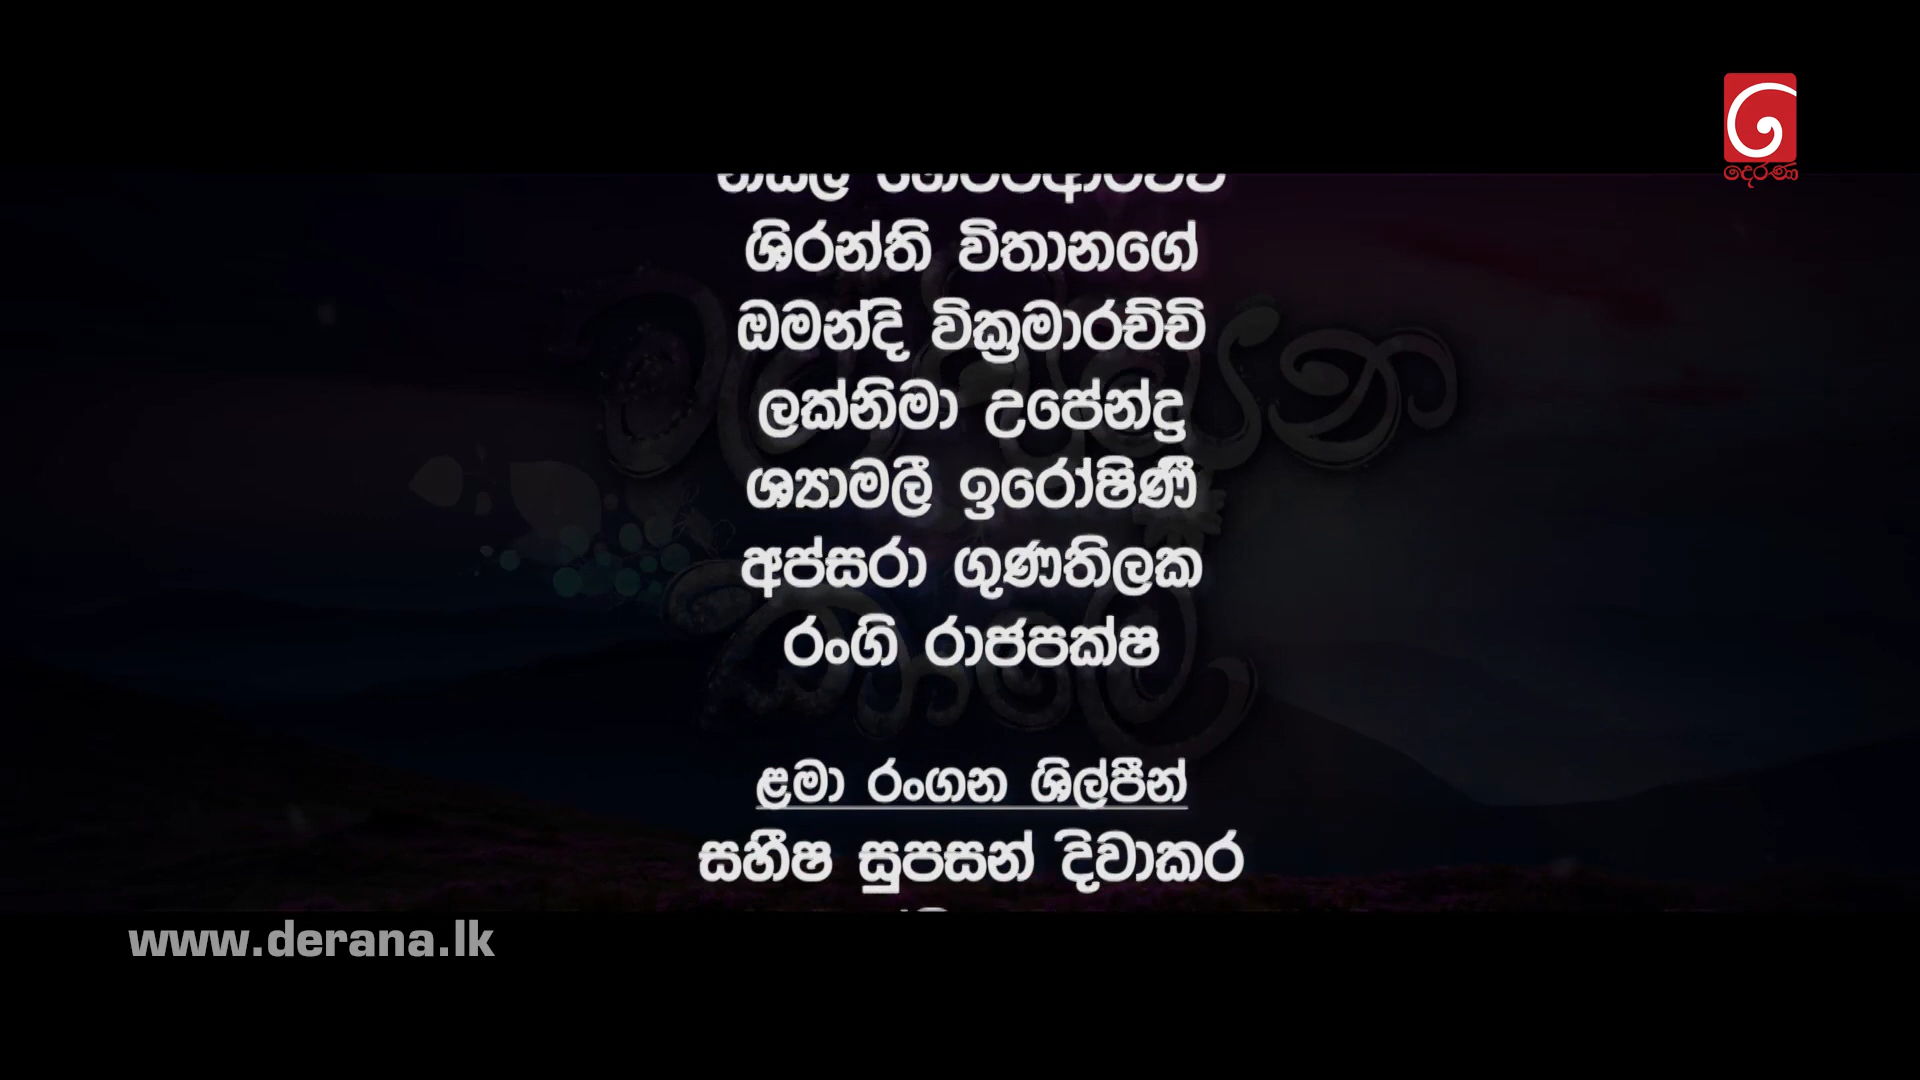 දෙරණ
ශිරන්ති විතානගේ
ඔමන්දි වික්‍රමාරච්චි
ලක්නිමා උපේන්ද්‍ර
ශ්‍යාමලී ඉරෝෂිණී
අප්සරා ගුණතිලක
රංගි රාජපක්ෂ
ළමා රංගන ශිල්පීන්
සහීෂ සුපසන් දිවාකර
www.derana.lk